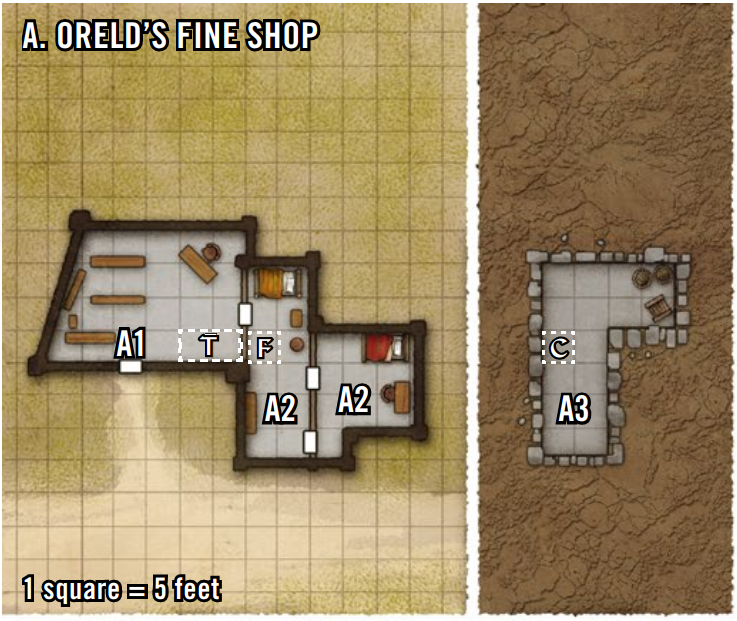 A. ORELD'S FINE SHOP
A1
T
F
A2
A2
C
A3
1 square = 5 feet